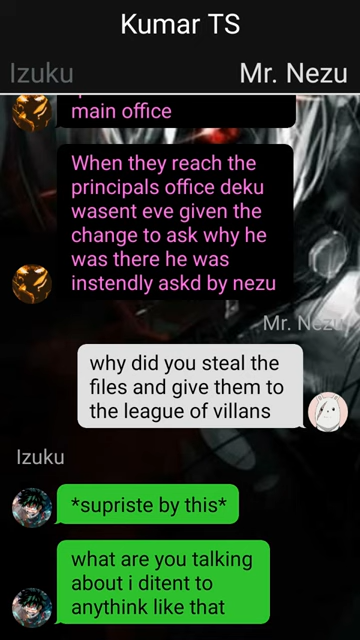 Kumar TS
Izuku
Mr. Nezu
main office
When they reach the
principals office deku
wasent eve given the
change to ask why he
was there he was
instendly askd by nezu
Mr. Nezu
why did you steal the
files and give them to
the league of villans
Izuku
*supriste by this*
what are you talking
about i ditent to
anythink like that